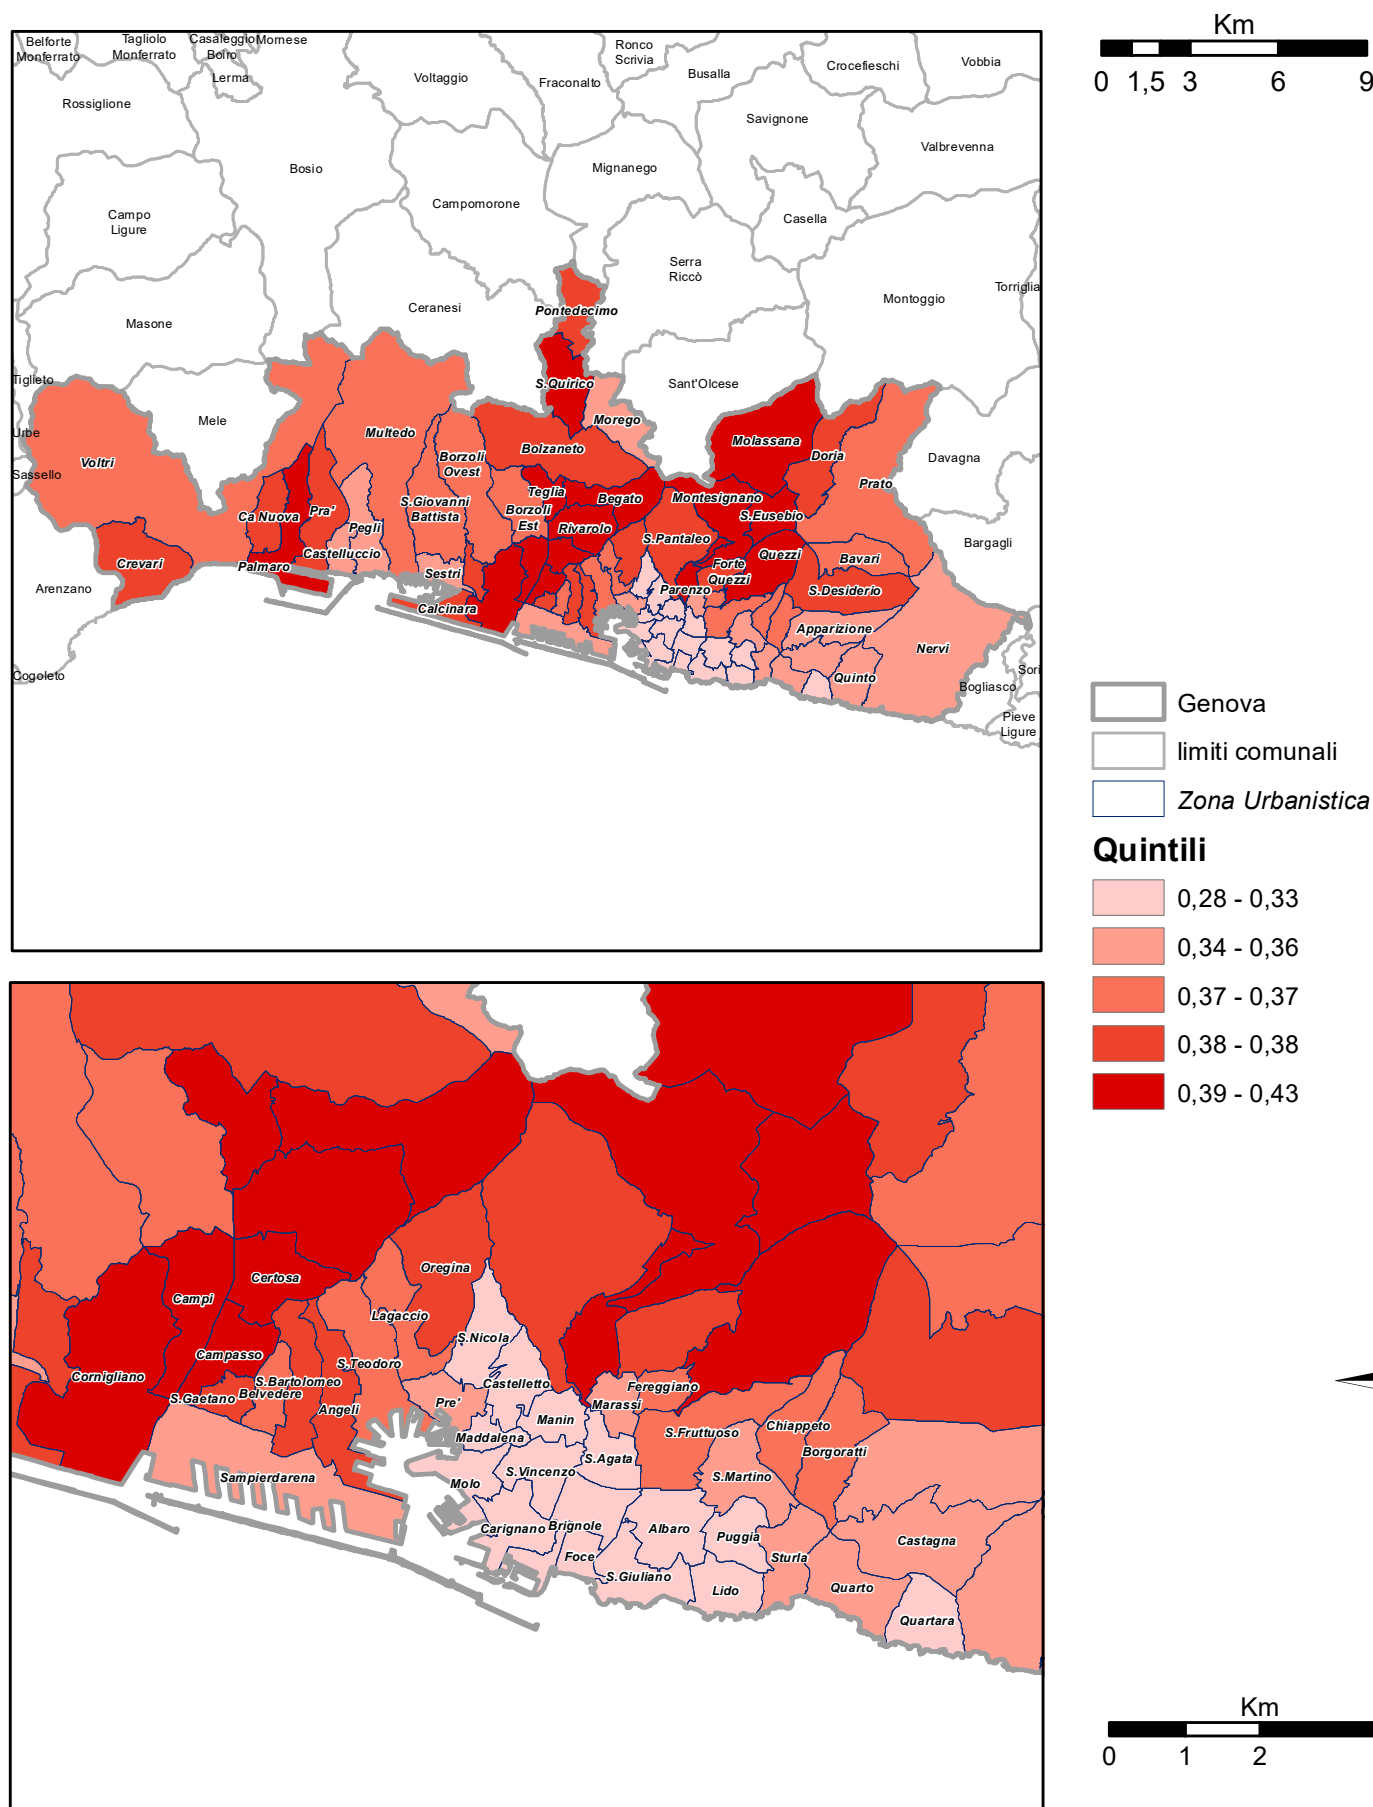 Belforte
Monferrato
Tagliolo
Monferrato
Casaleggio
Boiro
Mornese
Lerma
Rossiglione
Voltaggio
Fraconalto
Ronco
Scrivia
Busalla
Crocefieschi
Vobbia
Savignone
Valbrevenna
Bosio
Mignanego
Campomorone
Campo
Ligure
Casella
Serra
Riccò
Torriglia
Montoggio
Ceranesi
Masone
Pontedecimo
Tiglieto
S.Quirico
Sant'Olcese
Mele
Morego
Urbe
Multedo
Molassana
Bolzaneto
Borzoli
Ovest
Doria
Davagna
Voltri
Sassello
Prato
Teglia
Begato
Montesignano
S.Giovanni
Battista
Borzoli
Est
Ca Nuova
Pra'
Pegli
S.Eusebio
Rivarolo
S.Pantaleo
Bargagli
Castelluccio
Quezzi
Bavari
Crevari
Palmaro
Forte
Quezzi
Sestri
Arenzano
Parenzo
S.Desiderio
Calcinara
Apparizione
Nervi
Cogoleto
Quinto
Sori
Bogliasco
Pieve
Ligure
Km
0 1,5 3 6 9
Genova
limiti comunali
Zona Urbanistica
Quintili
0,28 - 0,33
0,34 - 0,36
0,37 - 0,37
0,38 - 0,38
0,39 - 0,43
Oregina
Certosa
Campi
Lagaccio
S.Nicola
Campasso
S.Teodoro
Cornigliano
S.Bartolomeo
Castelletto
Fereggiano
S.Gaetano
Belvedere
Pre'
Marassi
Angeli
Manin
Chiappeto
S.Fruttuoso
Maddalena
Borgoratti
S.Agata
S.Vincenzo
S.Martino
Sampierdarena
Molo
Carignano
Brignole
Albaro
Puggia
Castagna
Foce
Sturla
S.Giuliano
Lido
Quarto
Quartara
Km
0 1 2